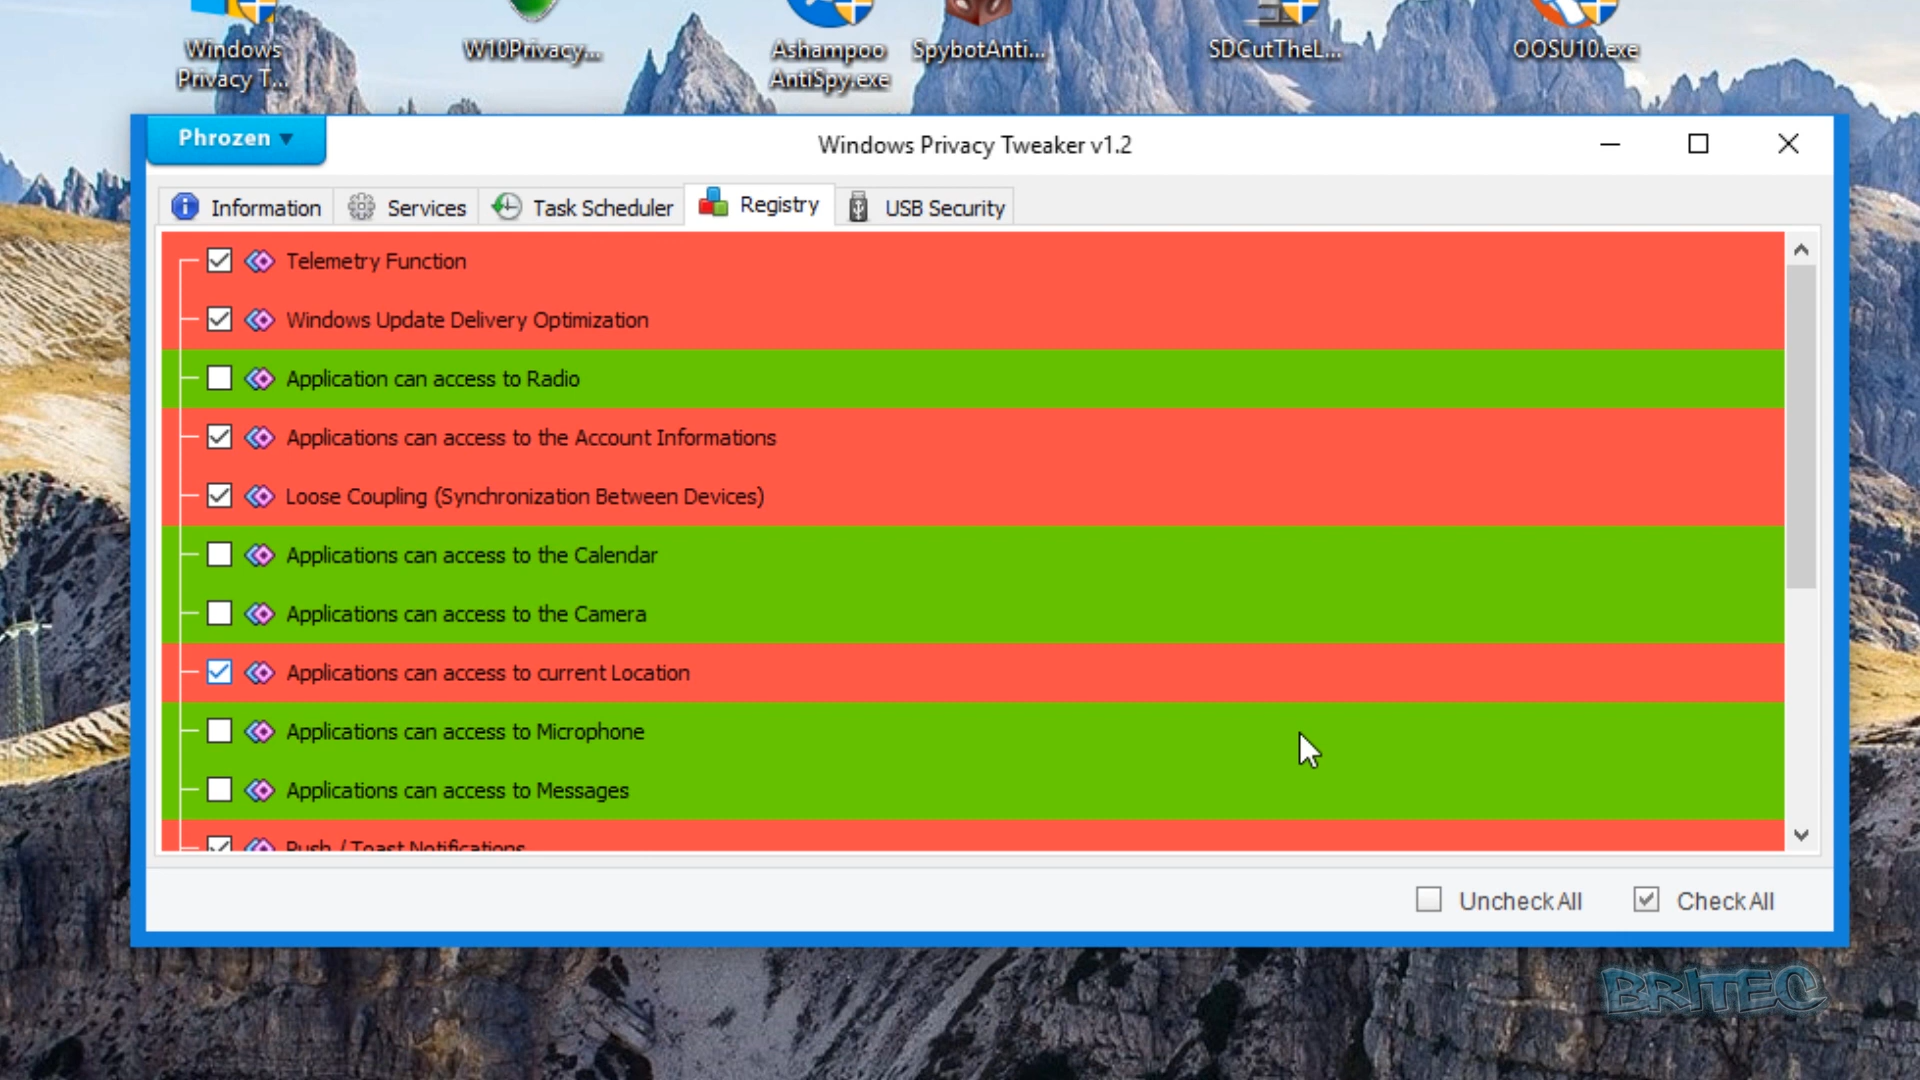 Windows
Privacy T...
W10Privacy...
Ashampoo
AntiSpy.exe
SpybotAnti...
SDCutTheL...
OOSU10.exe
Phrozen
Windows Privacy Tweaker v1.2
Information
Services
Task Scheduler
Registry
USB Security
Telemetry Function
Windows Update Delivery Optimization
Application can access to Radio
Applications can access to the Account Informations
Loose Coupling (Synchronization Between Devices)
Applications can access to the Calendar
Applications can access to the Camera
Applications can access to current Location
Applications can access to Microphone
Applications can access to Messages
Push / Toast Notifications
Uncheck All
Check All
BRITEC